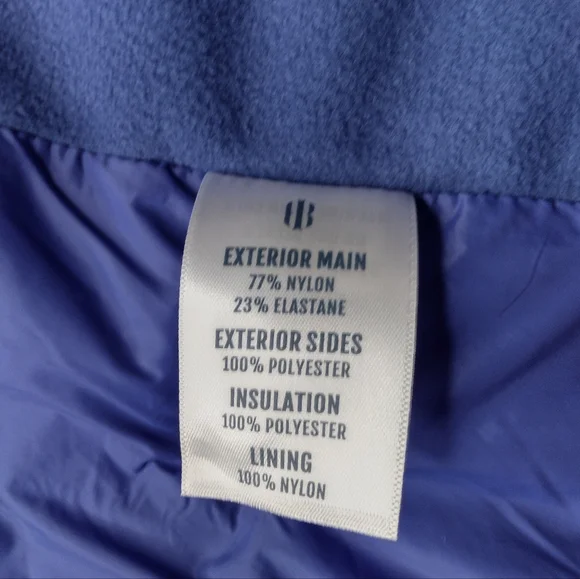 EXTERIOR MAIN
77% NYLON
23% ELASTANE
EXTERIOR SIDES
100% POLYESTER
INSULATION
100% POLYESTER
LINING
100% NYLON